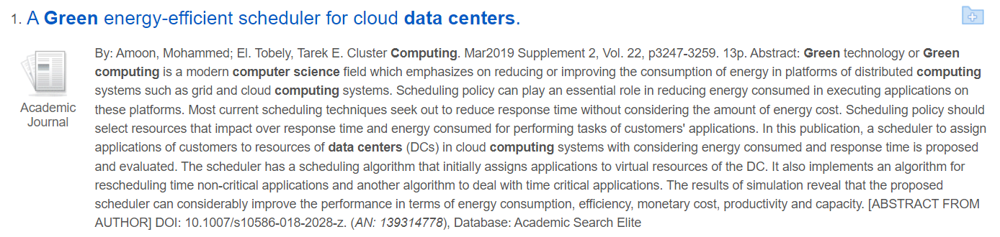 1. A Green energy-efficient scheduler for cloud data centers.
By: Amoon, Mohammed; El. Tobely, Tarek E. Cluster Computing. Mar2019 Supplement 2, Vol. 22, p3247-3259. 13p. Abstract: Green technology or Green
computing is a modern computer science field which emphasizes on reducing or improving the consumption of energy in platforms of distributed computing
systems such as grid and cloud computing systems. Scheduling policy can play an essential role in reducing energy consumed in executing applications on
these platforms. Most current scheduling techniques seek out to reduce response time without considering the amount of energy cost. Scheduling policy should
select resources that impact over response time and energy consumed for performing tasks of customers' applications. In this publication, a scheduler to assign
applications of customers to resources of data centers (DCs) in cloud computing systems with considering energy consumed and response time is proposed
and evaluated. The scheduler has a scheduling algorithm that initially assigns applications to virtual resources of the DC. It also implements an algorithm for
rescheduling time non-critical applications and another algorithm to deal with time critical applications. The results of simulation reveal that the proposed
scheduler can considerably improve the performance in terms of energy consumption, efficiency, monetary cost, productivity and capacity. [ABSTRACT FROM
AUTHOR] DOI: 10.1007/s10586-018-2028-z. (AN: 139314778), Database: Academic Search Elite
Academic
Journal